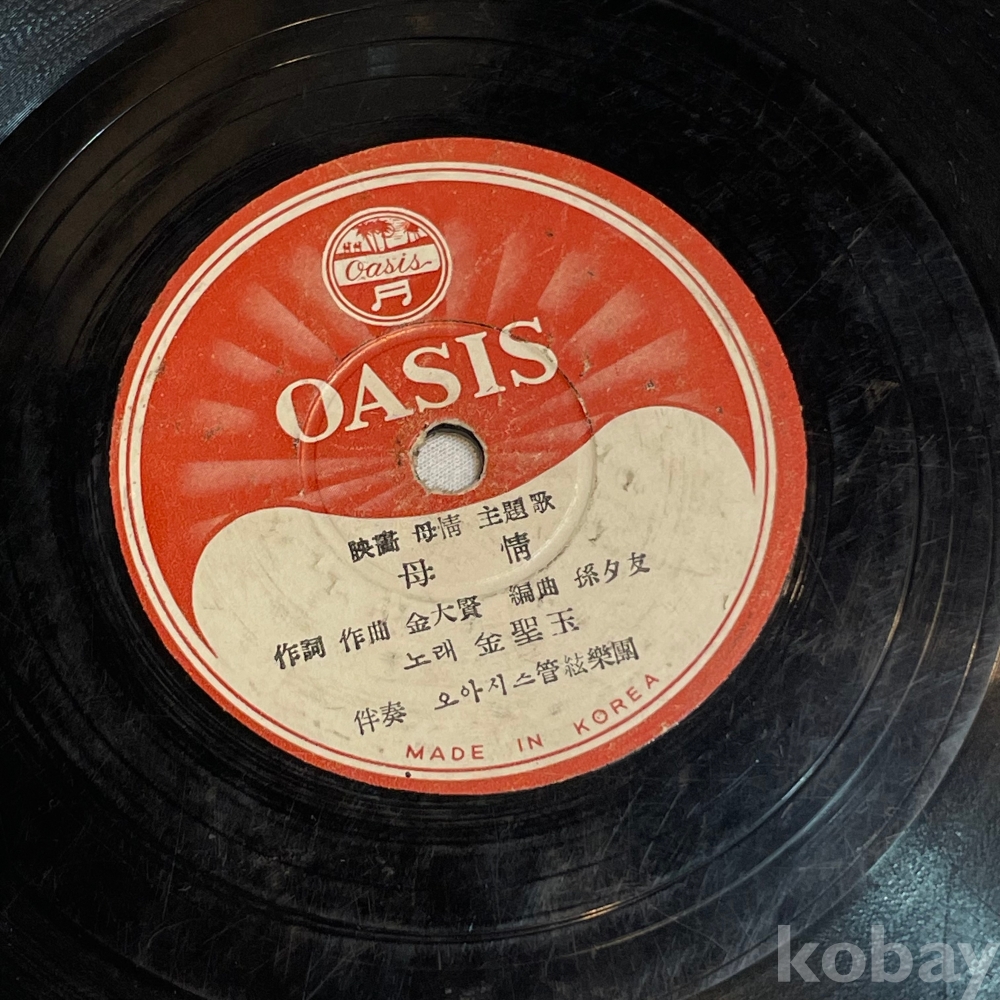 Oasis
OASIS
映畵 母情 主題歌
母 情
作詞 作曲 金大賢 編曲 孫夕友
노래 金聖玉
伴奏 오아시스管絃樂團
MADE IN KOREA
kobay